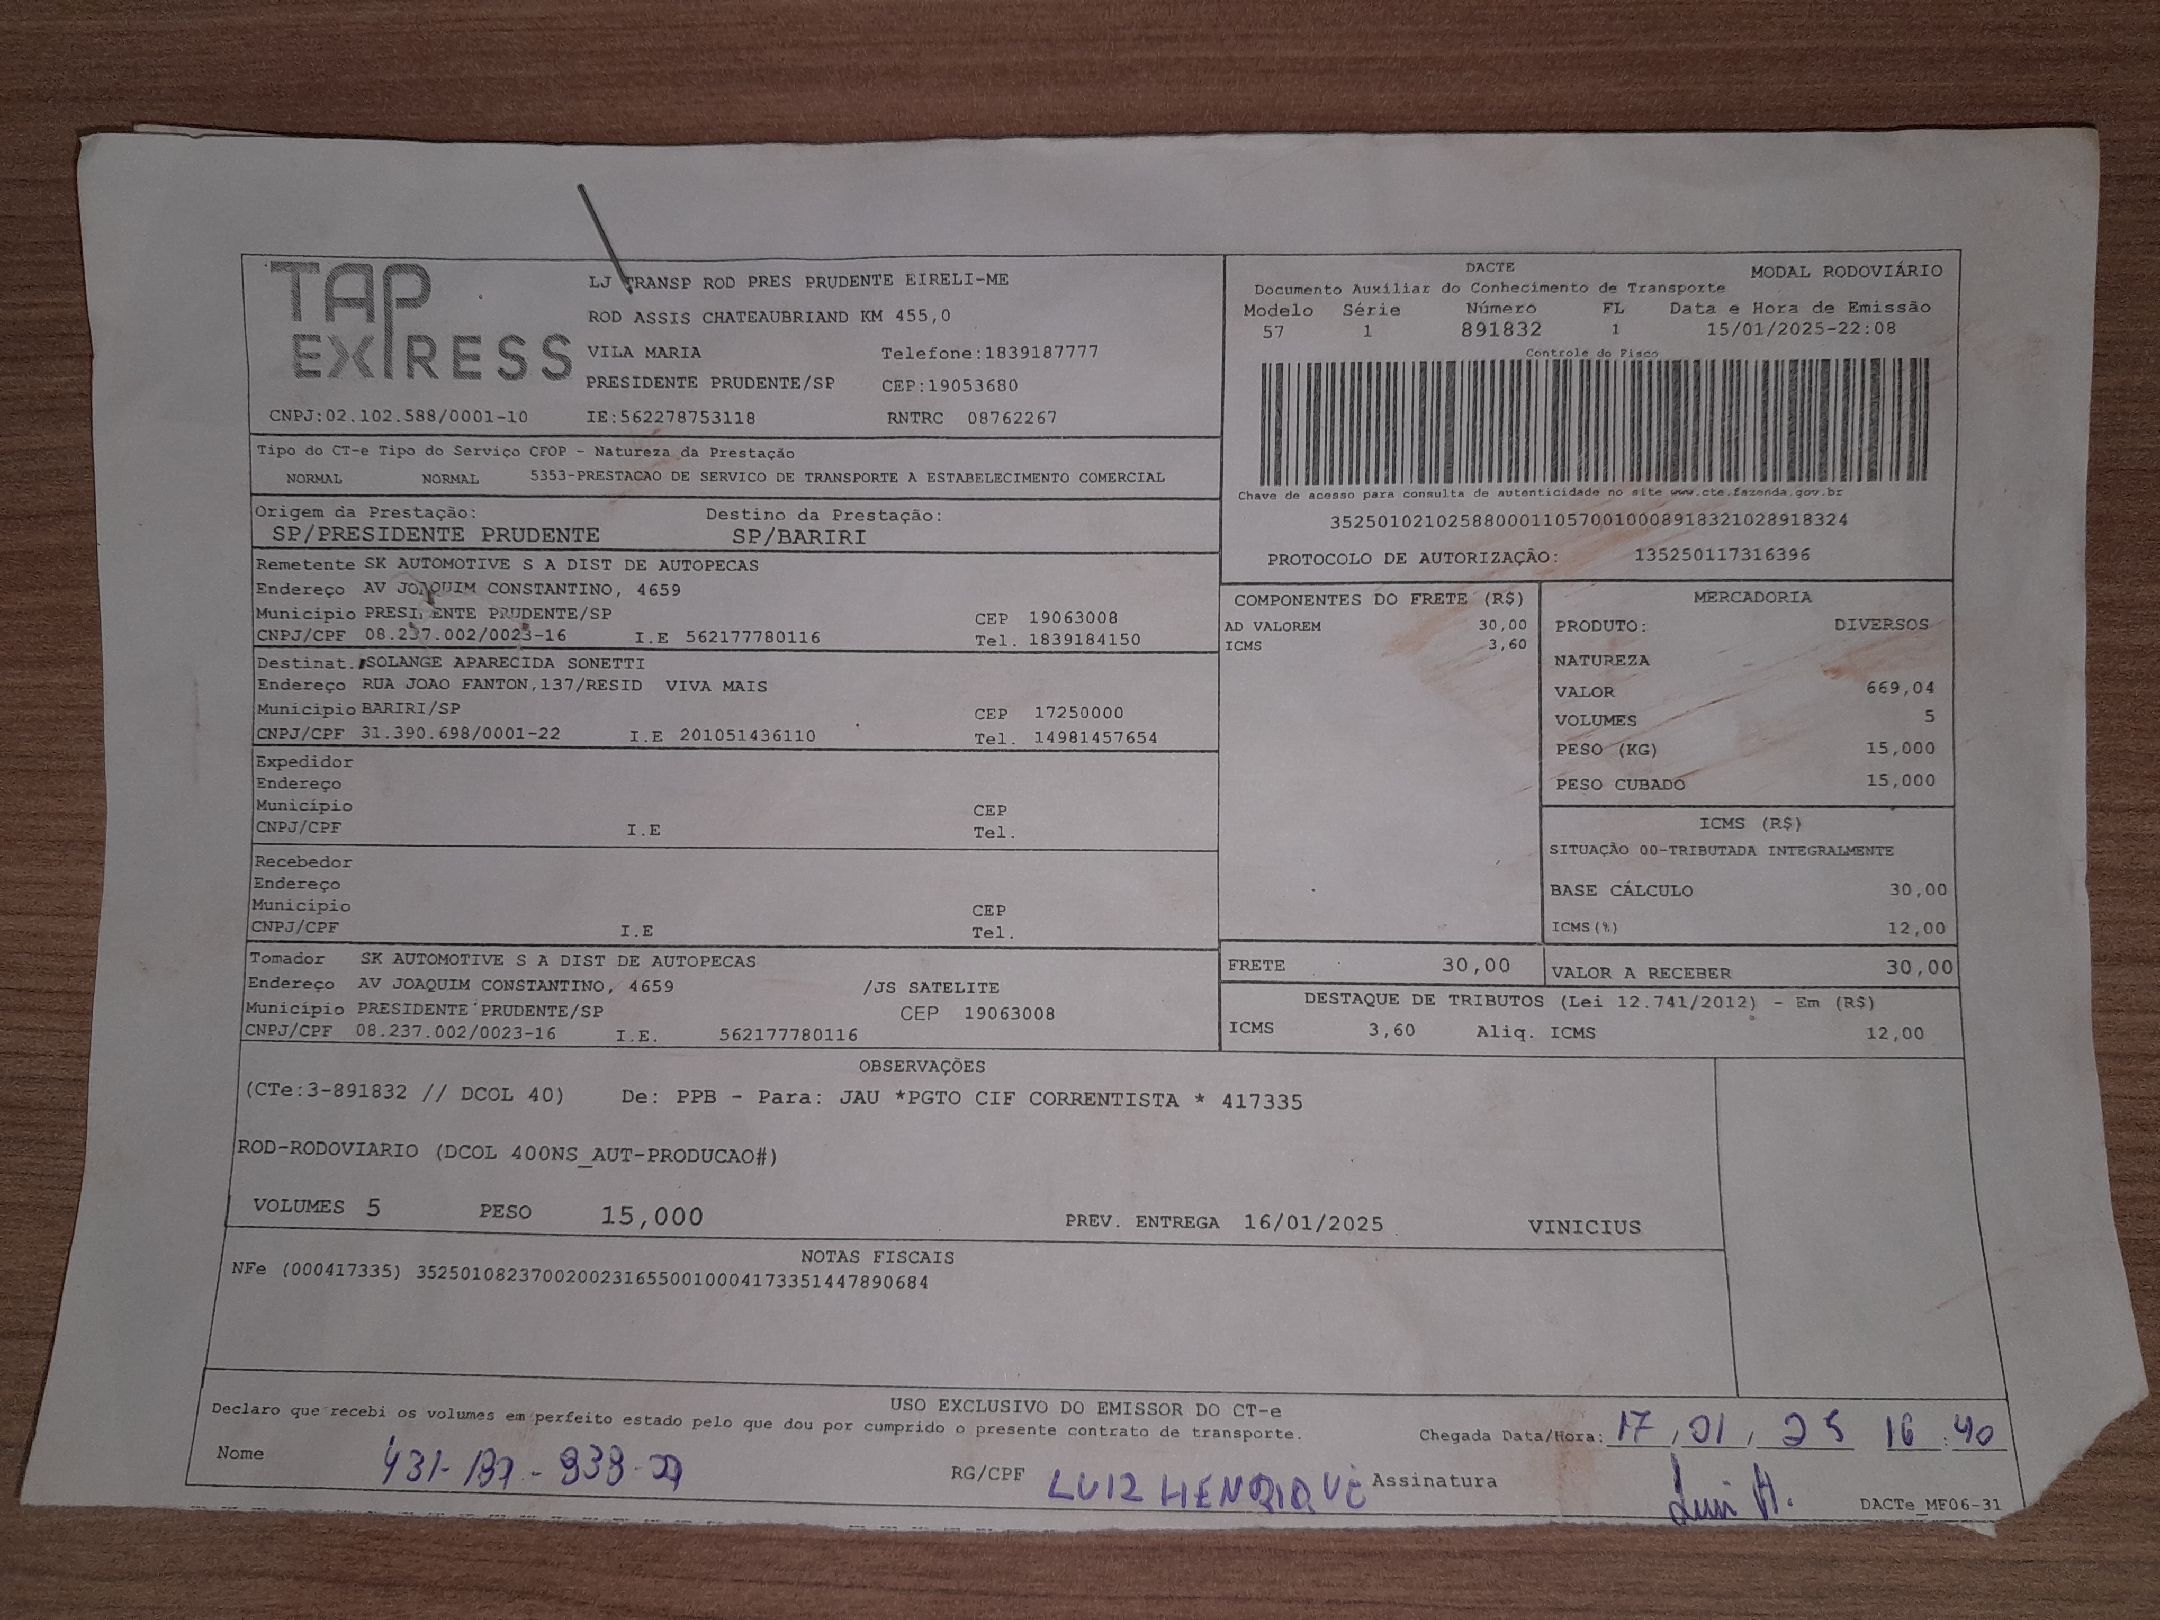 TAP EXPRESS
LJ TRANSP ROD PRES PRUDENTE EIRELI-ME
ROD ASSIS CHATEAUBRIAND KM 455,0
VILA MARIA Telefone:1839187777
PRESIDENTE PRUDENTE/SP CEP:19053680
CNPJ:02.102.588/0001-10 IE:562278753118 RNTRC 08762267
DACTE MODAL RODOVIÁRIO
Documento Auxiliar do Conhecimento de Transporte
Modelo Série Número FL Data e Hora de Emissão
57 1 891832 1 15/01/2025-22:08
Controle do Fisco
Chave de acesso para consulta de autenticidade no site www.cte.fazenda.gov.br
35250102102588000110570010008918321028918324
PROTOCOLO DE AUTORIZAÇÃO: 135250117316396
Tipo do CT-e Tipo do Serviço CFOP - Natureza da Prestação
NORMAL NORMAL 5353-PRESTACAO DE SERVICO DE TRANSPORTE A ESTABELECIMENTO COMERCIAL
Origem da Prestação: Destino da Prestação:
SP/PRESIDENTE PRUDENTE SP/BARIRI
Remetente SK AUTOMOTIVE S A DIST DE AUTOPECAS
Endereço AV JOAQUIM CONSTANTINO, 4659
Municipio PRESI ENTE PRUDENTE/SP CEP 19063008
CNPJ/CPF 08.237.002/0023-16 I.E 562177780116 Tel. 1839184150
Destinat. SOLANGE APARECIDA SONETTI
Endereço RUA JOAO FANTON,137/RESID VIVA MAIS
Municipio BARIRI/SP CEP 17250000
CNPJ/CPF 31.390.698/0001-22 I.E 201051436110 Tel. 14981457654
Expedidor
Endereço
Município CEP
CNPJ/CPF I.E Tel.
Recebedor
Endereço
Município CEP
CNPJ/CPF I.E Tel.
Tomador SK AUTOMOTIVE S A DIST DE AUTOPECAS
Endereço AV JOAQUIM CONSTANTINO, 4659 /JS SATELITE
Município PRESIDENTE PRUDENTE/SP CEP 19063008
CNPJ/CPF 08.237.002/0023-16 I.E. 562177780116
COMPONENTES DO FRETE (R$)
AD VALOREM 30,00
ICMS 3,60
MERCADORIA
PRODUTO: DIVERSOS
NATUREZA
VALOR 669,04
VOLUMES 5
PESO (KG) 15,000
PESO CUBADO 15,000
ICMS (R$)
SITUAÇÃO 00-TRIBUTADA INTEGRALMENTE
BASE CÁLCULO 30,00
ICMS(%) 12,00
FRETE 30,00 VALOR A RECEBER 30,00
DESTAQUE DE TRIBUTOS (Lei 12.741/2012) - Em (R$)
ICMS 3,60 Aliq. ICMS 12,00
OBSERVAÇÕES
(CTe:3-891832 // DCOL 40) De: PPB - Para: JAU *PGTO CIF CORRENTISTA * 417335
ROD-RODOVIARIO (DCOL 400NS_AUT-PRODUCAO#)
VOLUMES 5 PESO 15,000 PREV. ENTREGA 16/01/2025 VINICIUS
NOTAS FISCAIS
NFe (000417335) 35250108237002002316550010004173351447890684
USO EXCLUSIVO DO EMISSOR DO CT-e
Declaro que recebi os volumes em perfeito estado pelo que dou por cumprido o presente contrato de transporte.
Chegada Data/Hora: 17/01/25 16:40
Nome RG/CPF LUIZ HENRIQUE Assinatura Luiz H.
DACTe_MF06-31